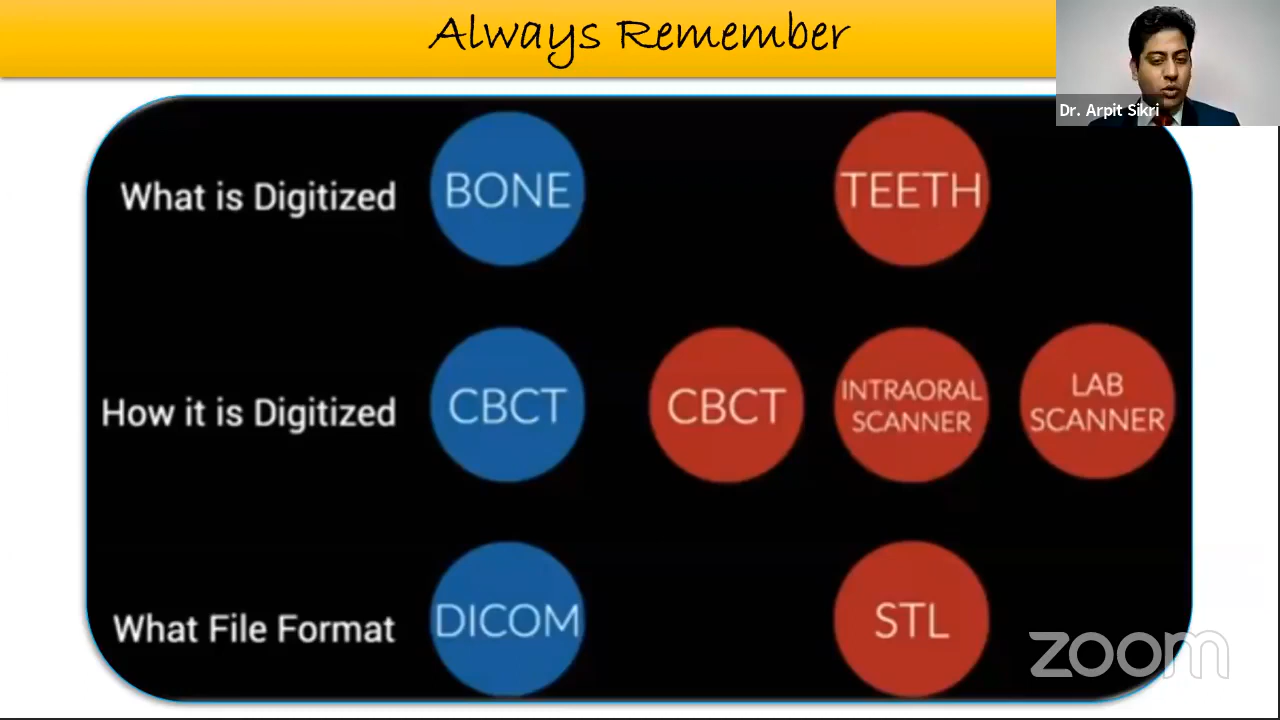 Always Remember
Dr. Arpit Sikri
What is Digitized
BONE
TEETH
How it is Digitized
CBCT
CBCT
INTRAORAL
SCANNER
LAB
SCANNER
What File Format
DICOM
STL
zoom